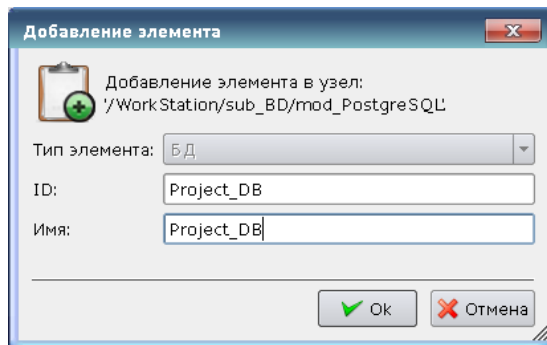 Добавление элемента
Добавление элемента в узел:
'/WorkStation/sub_BD/mod_PostgreSQL'
Тип элемента: БД
ID: Project_DB
Имя: Project_DB
Ok Отмена